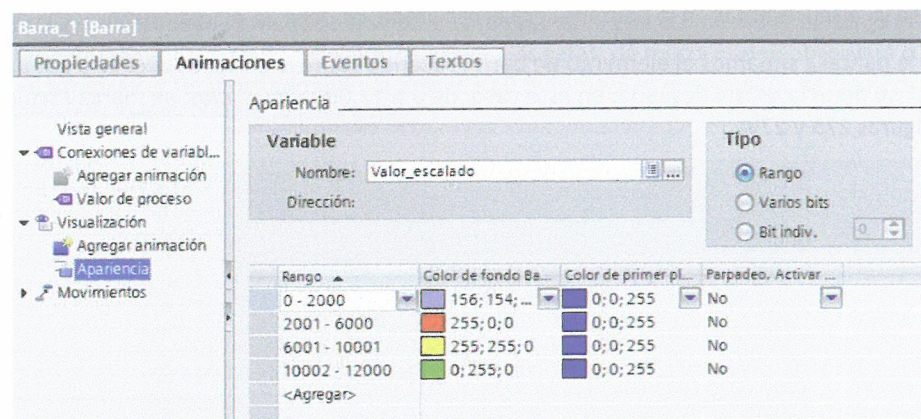 Barra_1 [Barra]
Propiedades Animaciones Eventos Textos
Apariencia
Vista general
Conexiones de variabl...
Agregar animación
Valor de proceso
Visualización
Agregar animación
Apariencia
Movimientos
Variable
Nombre: Valor_escalado ...
Dirección:
Tipo
Rango
Varios bits
Bit indiv. 0
Rango Color de fondo Ba... Color de primer pl... Parpadeo. Activar ...
0 - 2000 156; 154; ... 0; 0; 255 No
2001 - 6000 255; 0; 0 0; 0; 255 No
6001 - 10001 255; 255; 0 0; 0; 255 No
10002 - 12000 0; 255; 0 0; 0; 255 No
<Agregar>